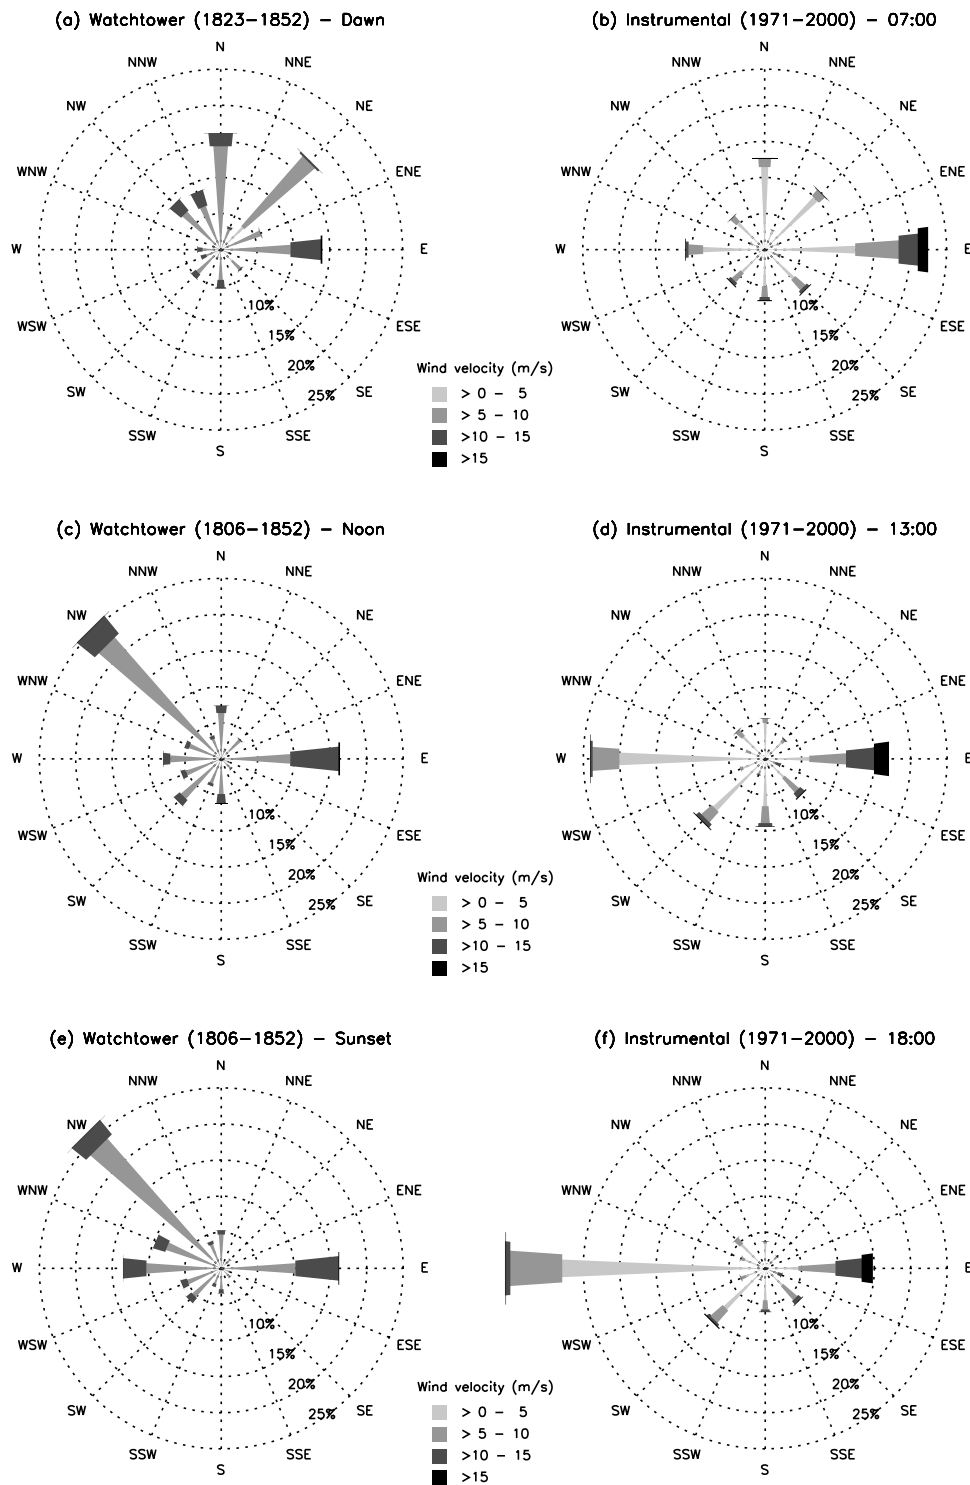 (a) Watchtower (1823-1852) - Dawn
N
NNW NNE
NW NE
WNW ENE
W E
WSW ESE
SW SE
SSW SSE
S
10%
15%
20%
25%
(b) Instrumental (1971-2000) - 07:00
N
NNW NNE
NW NE
WNW ENE
W E
WSW ESE
SW SE
SSW SSE
S
10%
15%
20%
25%
Wind velocity (m/s)
> 0 - 5
> 5 - 10
>10 - 15
>15
(c) Watchtower (1806-1852) - Noon
N
NNW NNE
NW NE
WNW ENE
W E
WSW ESE
SW SE
SSW SSE
S
10%
15%
20%
25%
(d) Instrumental (1971-2000) - 13:00
N
NNW NNE
NW NE
WNW ENE
W E
WSW ESE
SW SE
SSW SSE
S
10%
15%
20%
25%
Wind velocity (m/s)
> 0 - 5
> 5 - 10
>10 - 15
>15
(e) Watchtower (1806-1852) - Sunset
N
NNW NNE
NW NE
WNW ENE
W E
WSW ESE
SW SE
SSW SSE
S
10%
15%
20%
25%
(f) Instrumental (1971-2000) - 18:00
N
NNW NNE
NW NE
WNW ENE
E
WSW ESE
SW SE
SSW SSE
S
10%
15%
20%
25%
Wind velocity (m/s)
> 0 - 5
> 5 - 10
>10 - 15
>15